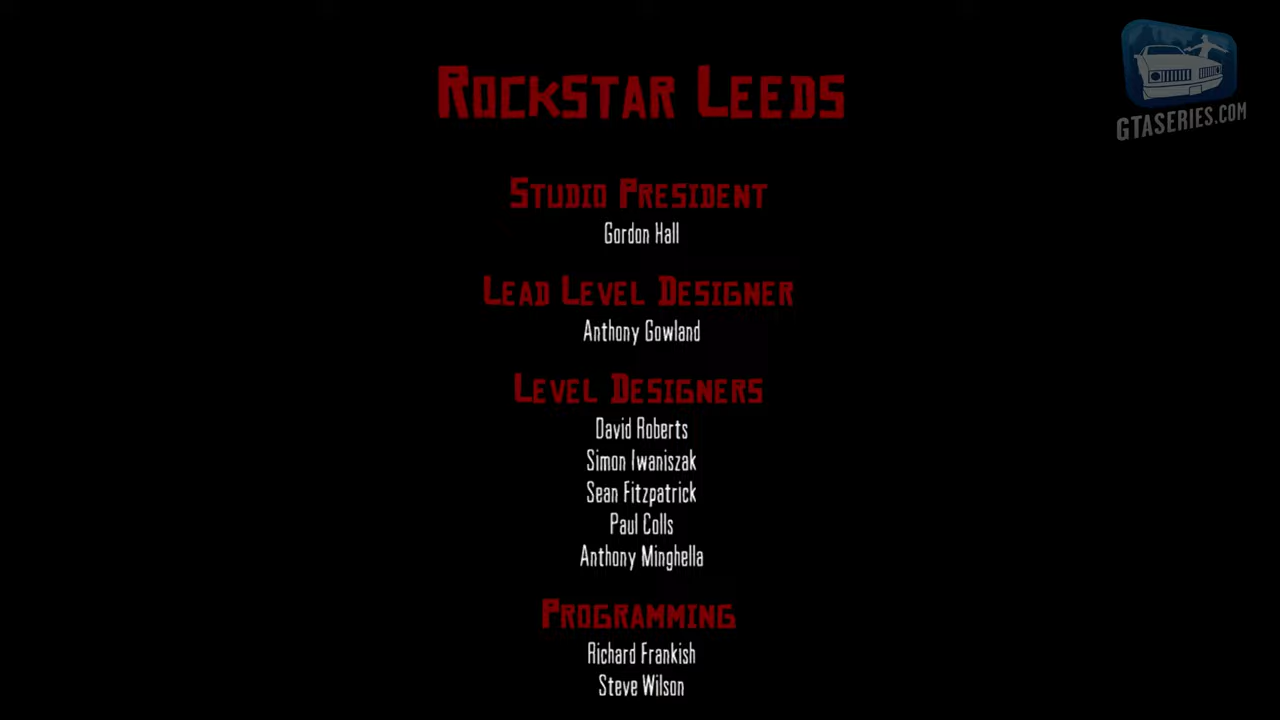 GTASERIES.COM
Rockstar Leeds
Studio President
Gordon Hall
Lead Level Designer
Anthony Gowland
Level Designers
David Roberts
Simon Iwaniszak
Sean Fitzpatrick
Paul Colls
Anthony Minghella
Programming
Richard Frankish
Steve Wilson